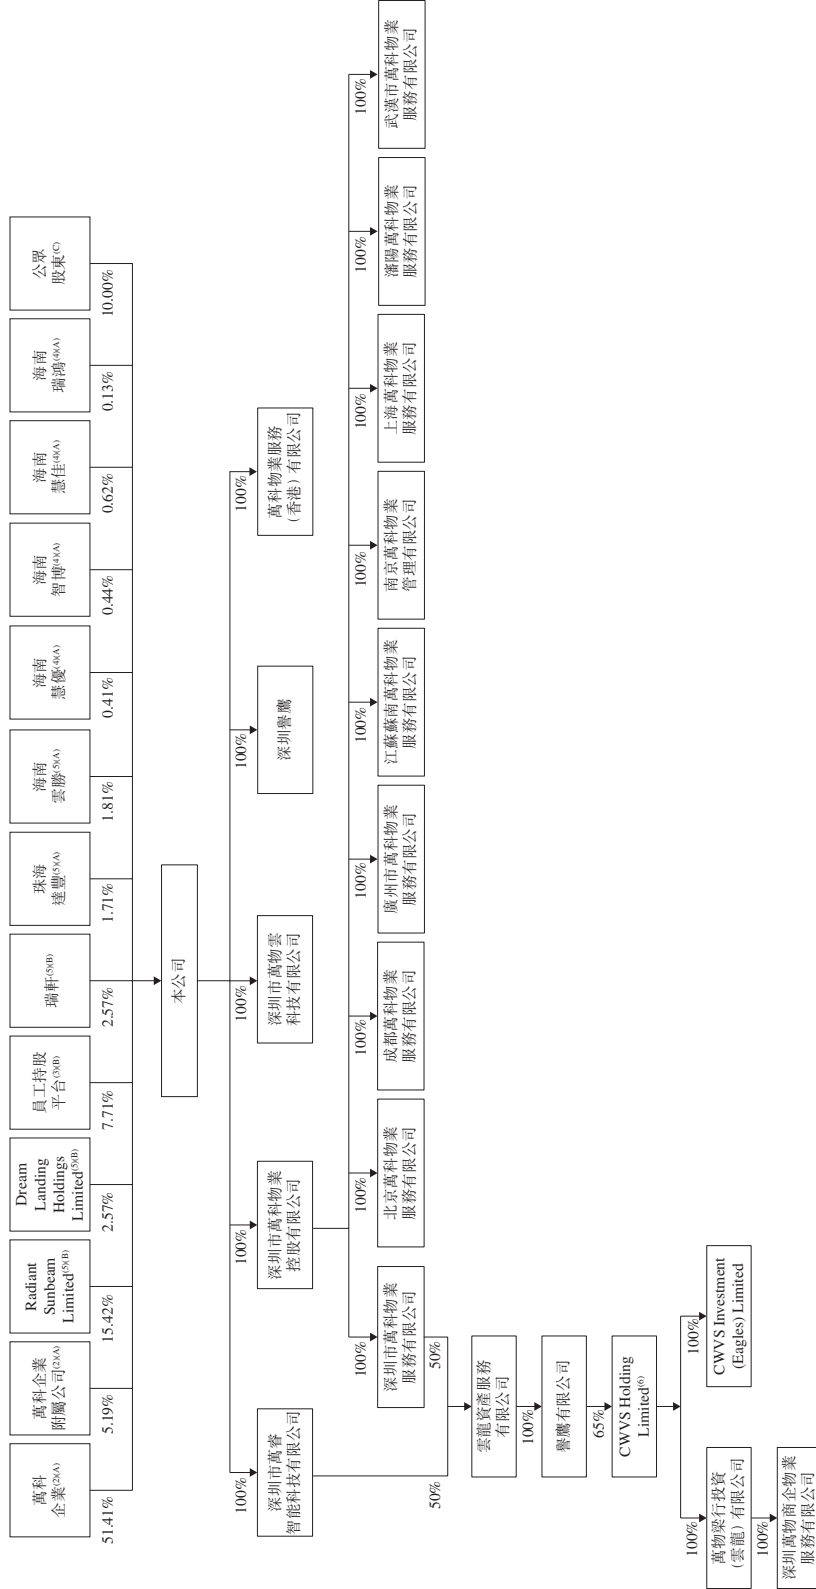 萬科
企業(2)(A)
萬科企業
附屬公司(2)(A)
Radiant
Sunbeam
Limited(5)(B)
Dream
Landing
Holdings
Limited(5)(B)
員工持股
平台(3)(B)
瑞軒(5)(B)
珠海
達豐(5)(A)
海南
雲勝(5)(A)
海南
慧優(4)(A)
海南
智博(4)(A)
海南
慧佳(4)(A)
海南
瑞鴻(4)(A)
公眾
股東(C)
51.41%
5.19%
15.42%
2.57%
7.71%
2.57%
1.71%
1.81%
0.41%
0.44%
0.62%
0.13%
10.00%
本公司
100%
100%
100%
100%
100%
深圳市萬睿
智能科技有限公司
深圳市萬科物業
控股有限公司
深圳市萬物雲
科技有限公司
深圳譽鷹
萬科物業服務
(香港)有限公司
100%
100%
100%
100%
100%
100%
100%
100%
100%
深圳市萬科物業
服務有限公司
北京萬科物業
服務有限公司
成都萬科物業
服務有限公司
廣州市萬科物業
服務有限公司
江蘇蘇南萬科物業
服務有限公司
南京萬科物業
管理有限公司
上海萬科物業
服務有限公司
瀋陽萬科物業
服務有限公司
武漢市萬科物業
服務有限公司
50%
50%
雲龍資產服務
有限公司
100%
譽鷹有限公司
65%
CWVS Holding
Limited(6)
100%
100%
萬物梁行投資
(雲龍)有限公司
CWVS Investment
(Eagles) Limited
100%
深圳萬物商企物業
服務有限公司